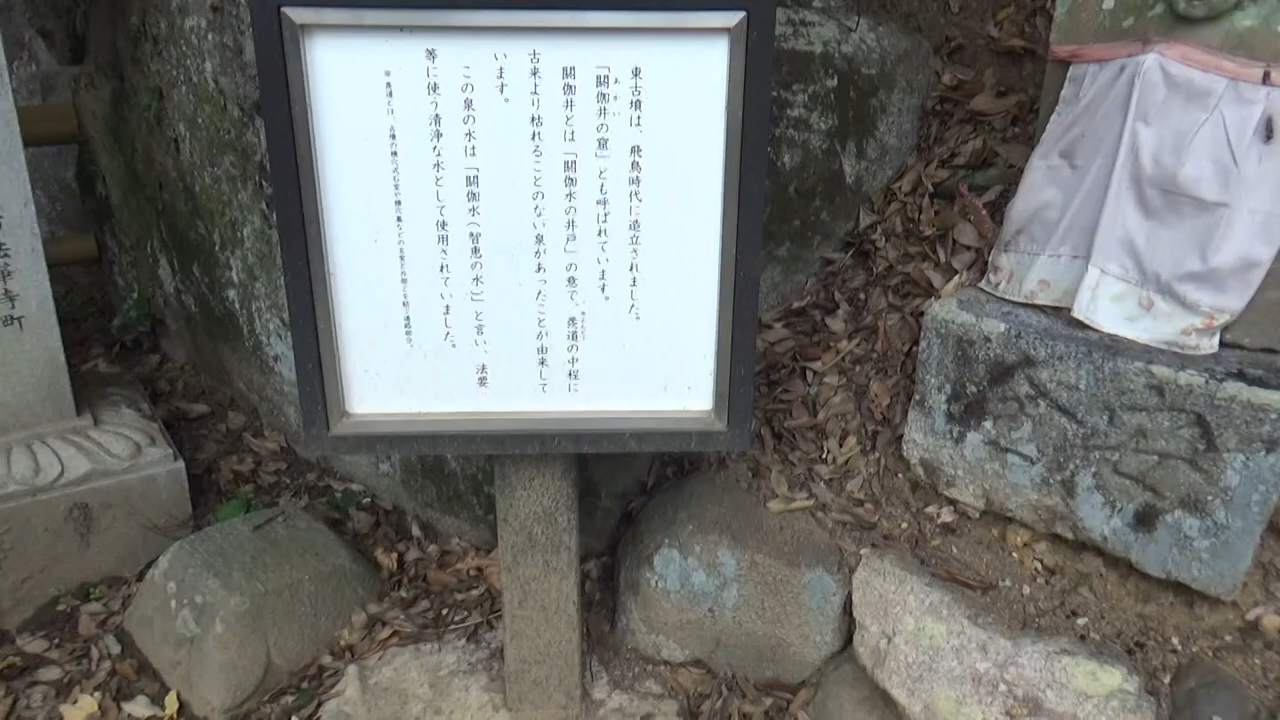 東古墳は、飛鳥時代に造立されました。
「閼伽井の窟」とも呼ばれています。
あかい
閼伽井とは「閼伽水の井戸」の意で、羨道の中程に
古来より枯れることのない泉があったことが由来して
います。
この泉の水は「閼伽水(智恵の水)」と言い、法要
等に使う清浄な水として使用されていました。
法華寺町